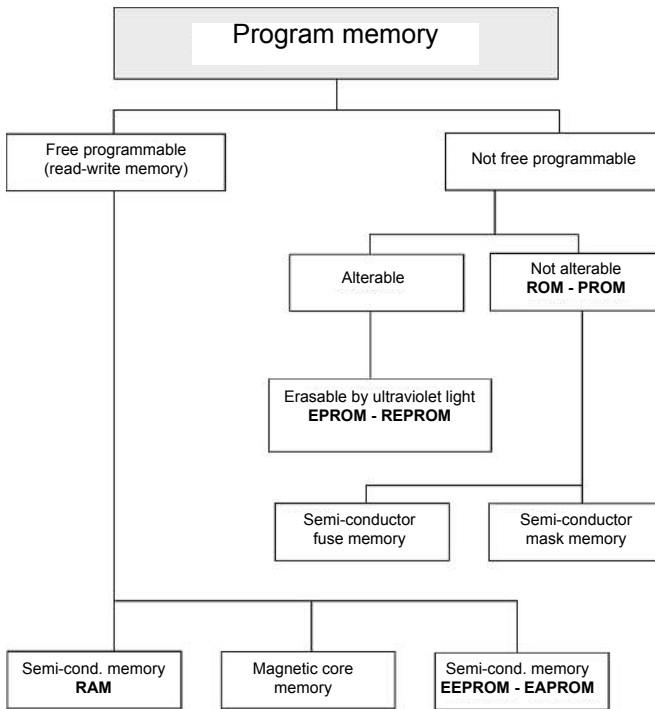 Program memory
Free programmable
(read-write memory)
Not free programmable
Alterable
Not alterable
ROM - PROM
Erasable by ultraviolet light
EPROM - REPROM
Semi-conductor
fuse memory
Semi-conductor
mask memory
Semi-cond. memory
RAM
Magnetic core
memory
Semi-cond. memory
EEPROM - EAPROM